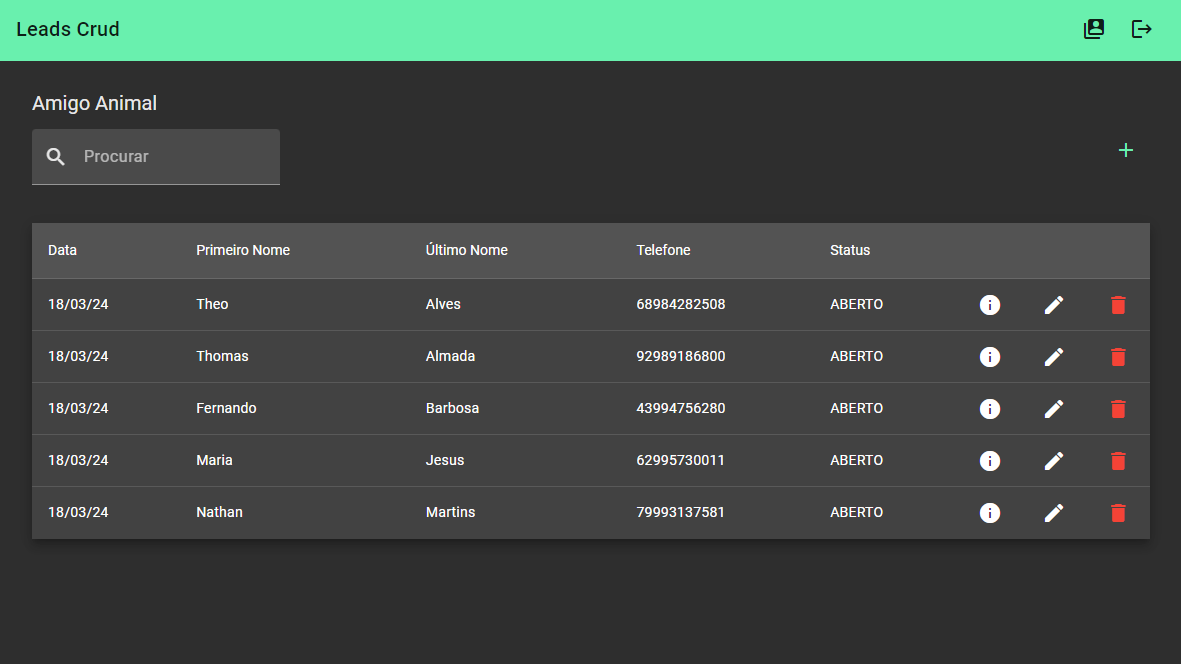 Leads Crud
Amigo Animal
Procurar
Data Primeiro Nome Último Nome Telefone Status
18/03/24 Theo Alves 68984282508 ABERTO
18/03/24 Thomas Almada 92989186800 ABERTO
18/03/24 Fernando Barbosa 43994756280 ABERTO
18/03/24 Maria Jesus 62995730011 ABERTO
18/03/24 Nathan Martins 79993137581 ABERTO